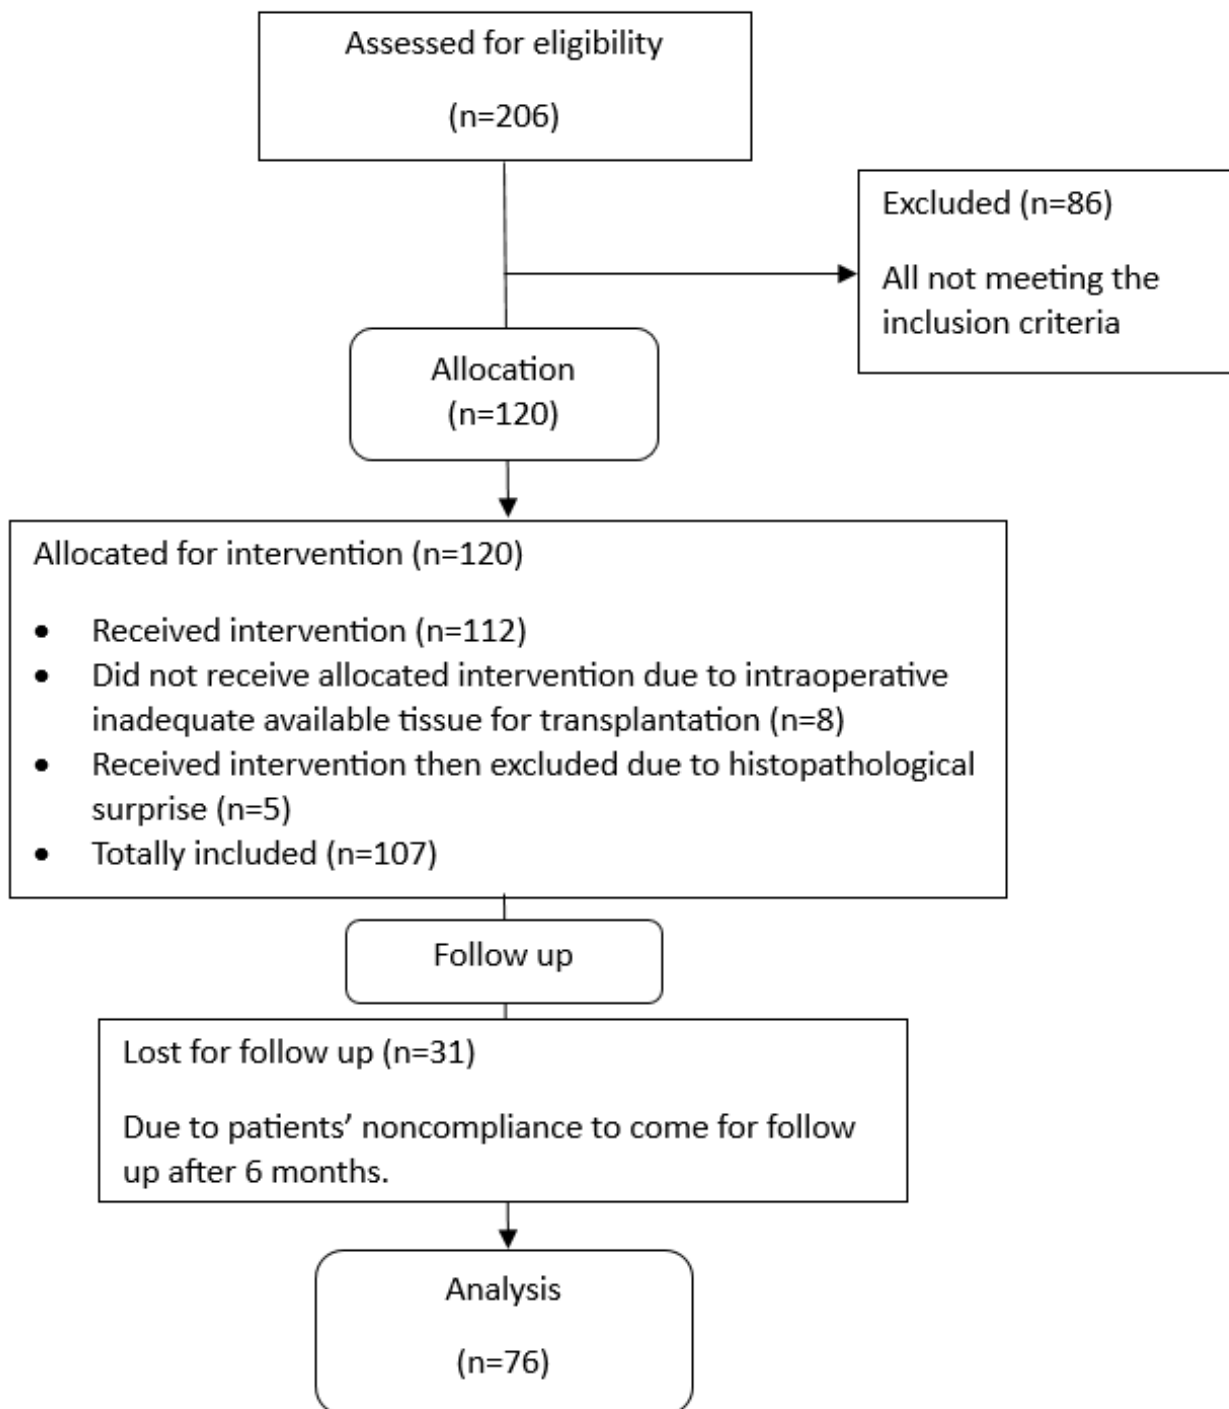 Assessed for eligibility
(n=206)
Excluded (n=86)
All not meeting the
inclusion criteria
Allocation
(n=120)
Allocated for intervention (n=120)
• Received intervention (n=112)
• Did not receive allocated intervention due to intraoperative
inadequate available tissue for transplantation (n=8)
• Received intervention then excluded due to histopathological
surprise (n=5)
• Totally included (n=107)
Follow up
Lost for follow up (n=31)
Due to patients’ noncompliance to come for follow
up after 6 months.
Analysis
(n=76)